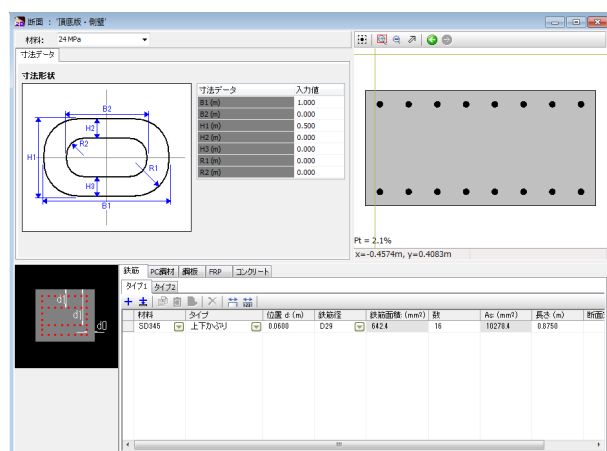 断面 : '頂底版・側壁'
材料: 24 MPa
寸法データ
寸法形状
B2
H2
R2
H1
R1
H3
B1
寸法データ 入力値
B1 (m) 1.000
B2 (m) 0.000
H1 (m) 0.500
H2 (m) 0.000
H3 (m) 0.000
R1 (m) 0.000
R2 (m) 0.000
Pt = 2.1%
x=-0.4574m, y=0.4083m
鉄筋 PC鋼材 鋼板 FRP コンクリート
タイプ1 タイプ2
材料 タイプ 位置 d (m) 鉄筋径 鉄筋面積 (mm²) 数 As (mm²) 長さ (m) 断面
SD345 上下かぶり 0.0600 D29 642.4 16 10278.4 0.8750
d
d
d0